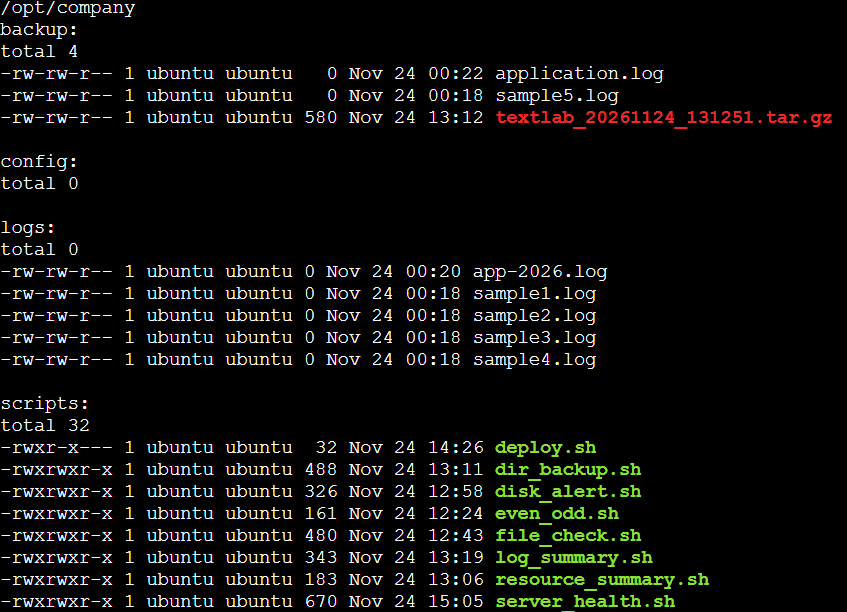 /opt/company
backup:
total 4
-rw-rw-r-- 1 ubuntu ubuntu   0 Nov 24 00:22 application.log
-rw-rw-r-- 1 ubuntu ubuntu   0 Nov 24 00:18 sample5.log
-rw-rw-r-- 1 ubuntu ubuntu 580 Nov 24 13:12 textlab_20261124_131251.tar.gz

config:
total 0

logs:
total 0
-rw-rw-r-- 1 ubuntu ubuntu 0 Nov 24 00:20 app-2026.log
-rw-rw-r-- 1 ubuntu ubuntu 0 Nov 24 00:18 sample1.log
-rw-rw-r-- 1 ubuntu ubuntu 0 Nov 24 00:18 sample2.log
-rw-rw-r-- 1 ubuntu ubuntu 0 Nov 24 00:18 sample3.log
-rw-rw-r-- 1 ubuntu ubuntu 0 Nov 24 00:18 sample4.log

scripts:
total 32
-rwxr-x--- 1 ubuntu ubuntu  32 Nov 24 14:26 deploy.sh
-rwxrwxr-x 1 ubuntu ubuntu 488 Nov 24 13:11 dir_backup.sh
-rwxrwxr-x 1 ubuntu ubuntu 326 Nov 24 12:58 disk_alert.sh
-rwxrwxr-x 1 ubuntu ubuntu 161 Nov 24 12:24 even_odd.sh
-rwxrwxr-x 1 ubuntu ubuntu 480 Nov 24 12:43 file_check.sh
-rwxrwxr-x 1 ubuntu ubuntu 343 Nov 24 13:19 log_summary.sh
-rwxrwxr-x 1 ubuntu ubuntu 183 Nov 24 13:06 resource_summary.sh
-rwxrwxr-x 1 ubuntu ubuntu 670 Nov 24 15:05 server_health.sh